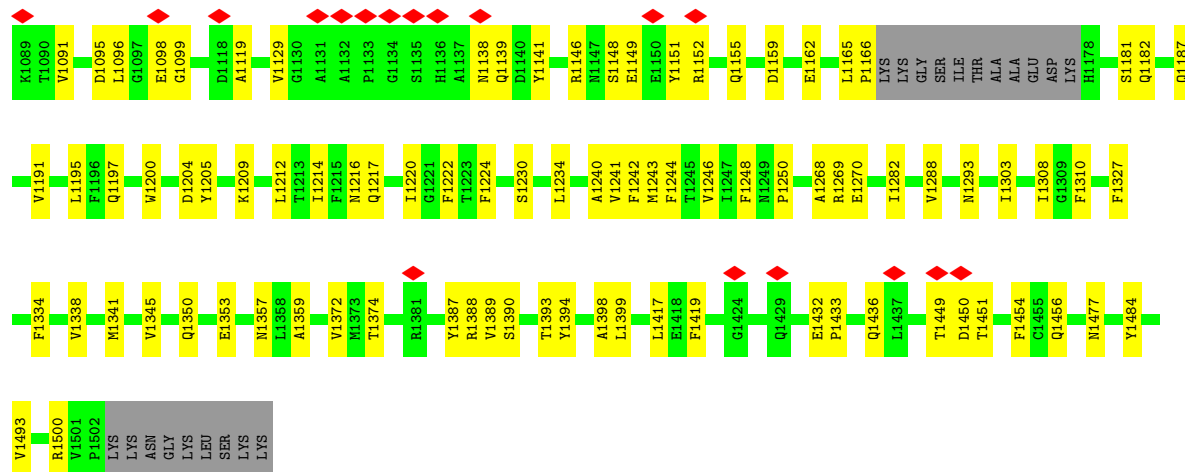 K1089 T1090 V1091 D1095 L1096 G1097 E1098 G1099 D1118 A1119 V1129 G1130 A1131 A1132 P1133 G1134 S1135 H1136 A1137 N1138 Q1139 D1140 Y1141 R1146 N1147 S1148 E1149 E1150 Y1151 R1152 Q1155 D1159 E1162 L1165 P1166 LYS LYS GLY SER ILE THR ALA ALA GLU ASP LYS H1178 S1181 Q1182 Q1187
V1191 L1195 F1196 Q1197 W1200 D1204 Y1205 K1209 L1212 T1213 I1214 F1215 N1216 Q1217 I1220 G1221 F1222 T1223 F1224 S1230 L1234 A1240 V1241 F1242 M1243 F1244 T1245 V1246 I1247 F1248 N1249 P1250 A1268 R1269 E1270 I1282 V1288 N1293 I1303 I1308 G1309 F1310 F1327
F1334 V1338 M1341 V1345 Q1350 E1353 N1357 L1358 A1359 V1372 M1373 T1374 R1381 Y1387 R1388 V1389 S1390 T1393 Y1394 A1398 L1399 L1417 E1418 F1419 G1424 Q1429 E1432 P1433 Q1436 L1437 T1449 D1450 T1451 F1454 C1455 Q1456 N1477 Y1484
V1493 R1500 V1501 P1502 LYS LYS ASN GLY LYS LEU SER LYS LYS